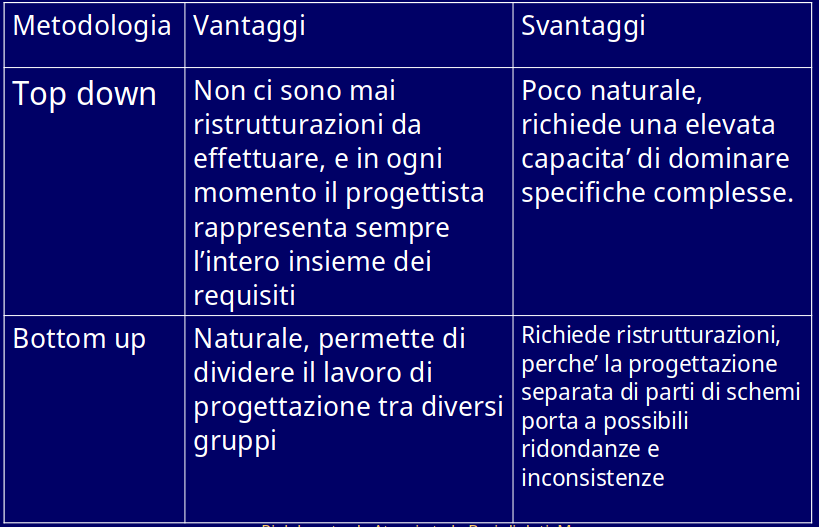 Metodologia
Vantaggi
Svantaggi
Top down
Non ci sono mai
ristrutturazioni da
effettuare, e in ogni
momento il progettista
rappresenta sempre
l’intero insieme dei
requisiti
Poco naturale,
richiede una elevata
capacita’ di dominare
specifiche complesse.
Bottom up
Naturale, permette di
dividere il lavoro di
progettazione tra diversi
gruppi
Richiede ristrutturazioni,
perche’ la progettazione
separata di parti di schemi
porta a possibili
ridondanze e
inconsistenze